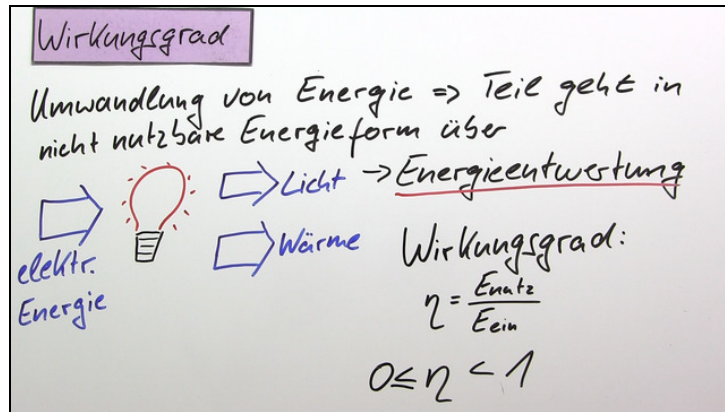 Wirkungsgrad
Umwandlung von Energie => Teil geht in
nicht nutzbare Energieform über
→ Energieentwertung
Licht
Wärme
elektr.
Energie
Wirkungsgrad:
η = Enutz/Eein
0 ≤ η < 1